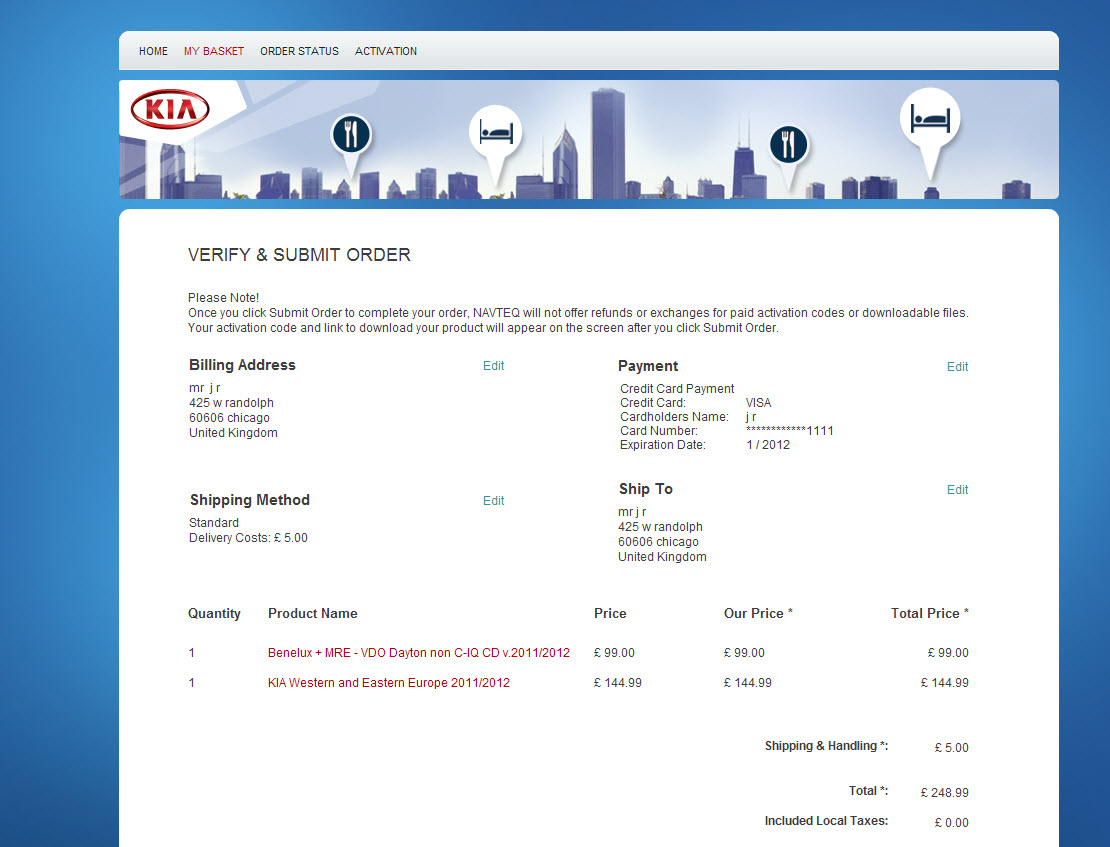 HOME MY BASKET ORDER STATUS ACTIVATION
KIA
VERIFY & SUBMIT ORDER
Please Note!
Once you click Submit Order to complete your order, NAVTEQ will not offer refunds or exchanges for paid activation codes or downloadable files.
Your activation code and link to download your product will appear on the screen after you click Submit Order.
Billing Address Edit
mr j r
425 w randolph
60606 chicago
United Kingdom
Payment Edit
Credit Card Payment
Credit Card: VISA
Cardholders Name: j r
Card Number: ************1111
Expiration Date: 1 / 2012
Shipping Method Edit
Standard
Delivery Costs: £ 5.00
Ship To Edit
mr j r
425 w randolph
60606 chicago
United Kingdom
Quantity Product Name Price Our Price * Total Price *
1 Benelux + MRE - VDO Dayton non C-IQ CD v.2011/2012 £ 99.00 £ 99.00 £ 99.00
1 KIA Western and Eastern Europe 2011/2012 £ 144.99 £ 144.99 £ 144.99
Shipping & Handling *: £ 5.00
Total *: £ 248.99
Included Local Taxes: £ 0.00